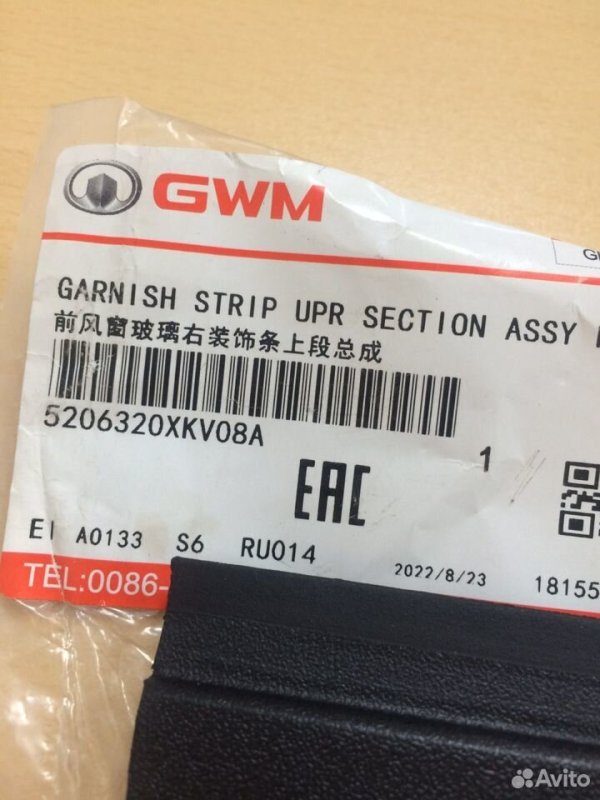 GWM
GARNISH STRIP UPR SECTION ASSY
前风窗玻璃右装饰条上段总成
5206320XKV08A
1
EAC
EI A0133 S6 RU014
2022/8/23
18155
TEL:0086-
Avito